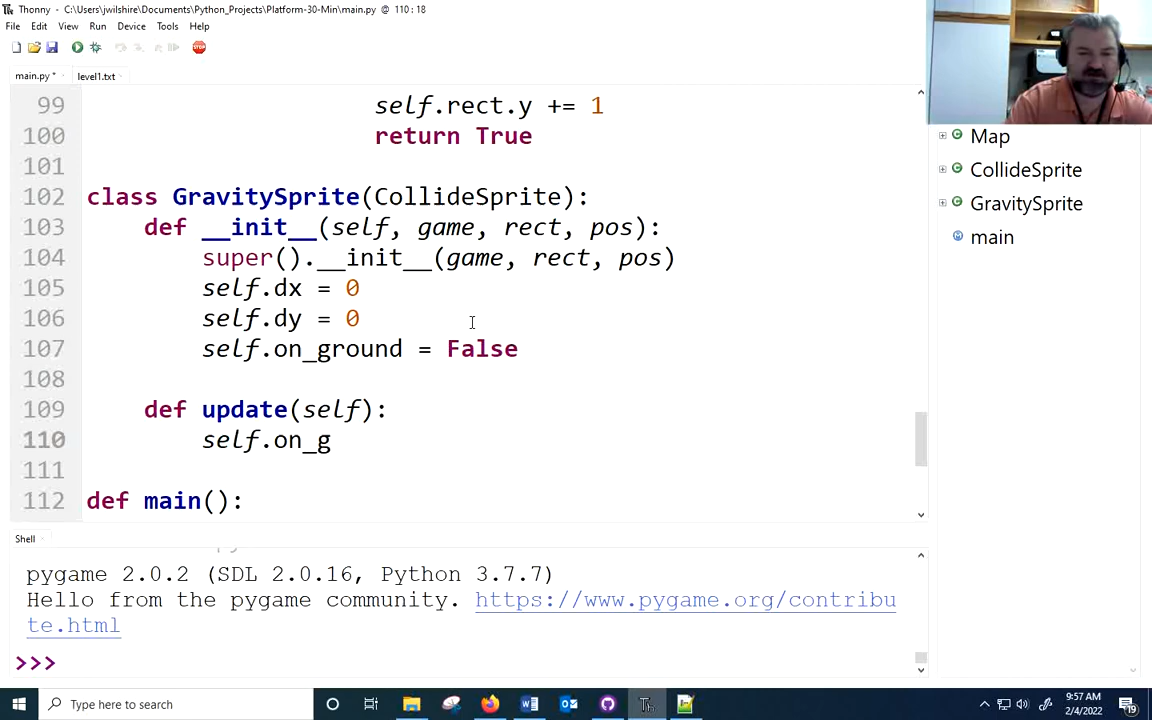 Thonny - C:\Users\jwilshire\Documents\Python_Projects\Platform-30-Min\main.py @ 110 : 18
File Edit View Run Device Tools Help
STOP
main.py * level1.txt
99 self.rect.y += 1
100 return True
101
102 class GravitySprite(CollideSprite):
103 def __init__(self, game, rect, pos):
104 super().__init__(game, rect, pos)
105 self.dx = 0
106 self.dy = 0
107 self.on_ground = False
108
109 def update(self):
110 self.on_g
111
112 def main():
Map
CollideSprite
GravitySprite
main
Shell
pygame 2.0.2 (SDL 2.0.16, Python 3.7.7)
Hello from the pygame community. https://www.pygame.org/contribu
te.html
>>>
Type here to search
9:57 AM
2/4/2022
19